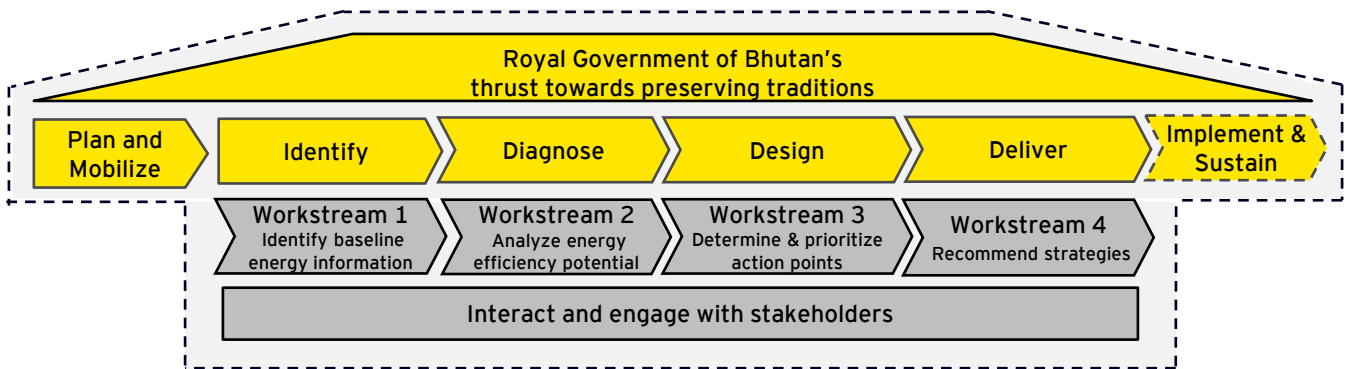 Royal Government of Bhutan's
thrust towards preserving traditions
Plan and
Mobilize
Identify
Diagnose
Design
Deliver
Implement &
Sustain
Workstream 1
Identify baseline
energy information
Workstream 2
Analyze energy
efficiency potential
Workstream 3
Determine & prioritize
action points
Workstream 4
Recommend strategies
Interact and engage with stakeholders